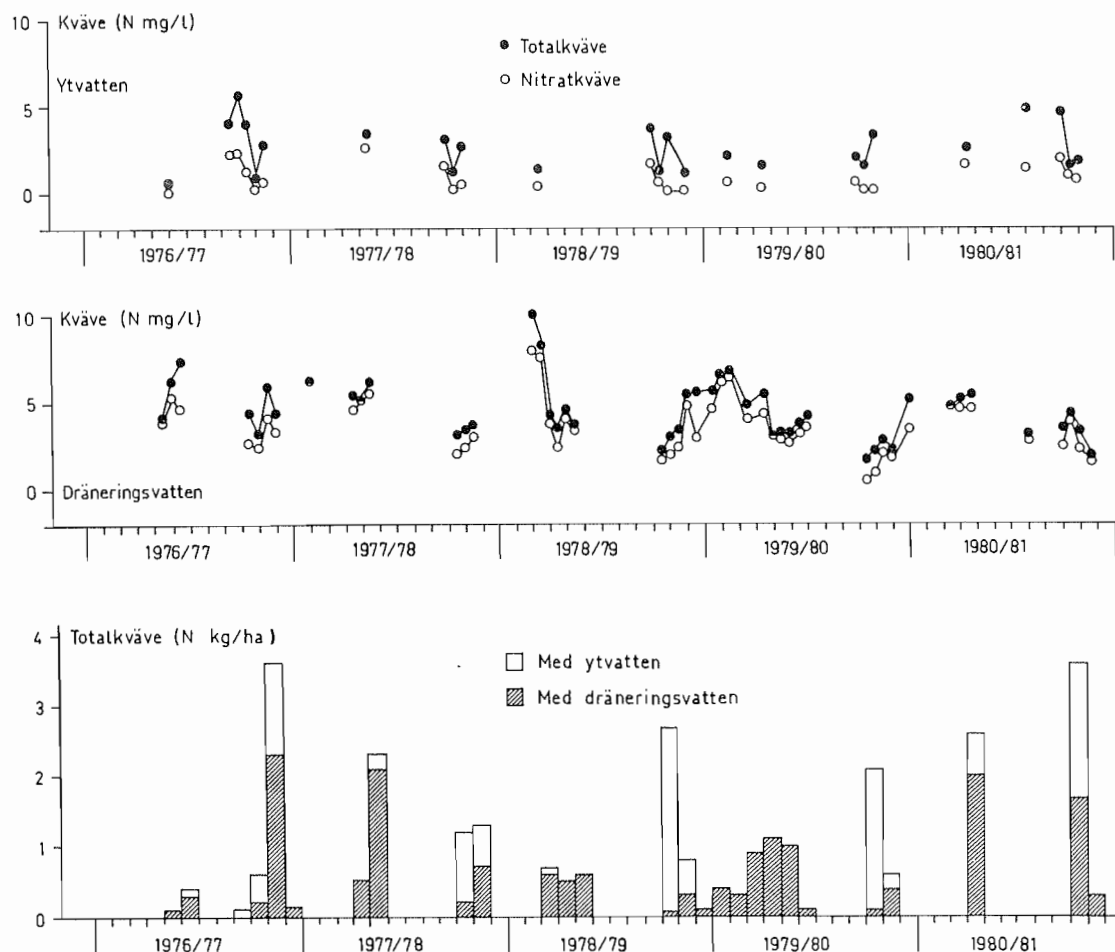 10
Kväve (N mg/l)
Totalkväve
Nitratkväve
Ytvatten
5
0
1976/77
1977/78
1978/79
1979/80
1980/81
10
Kväve (N mg/l)
5
0
Dräneringsvatten
1976/77
1977/78
1978/79
1979/80
1980/81
4
Totalkväve (N kg/ha)
Med ytvatten
Med dräneringsvatten
3
2
1
0
1976/77
1977/78
1978/79
1979/80
1980/81